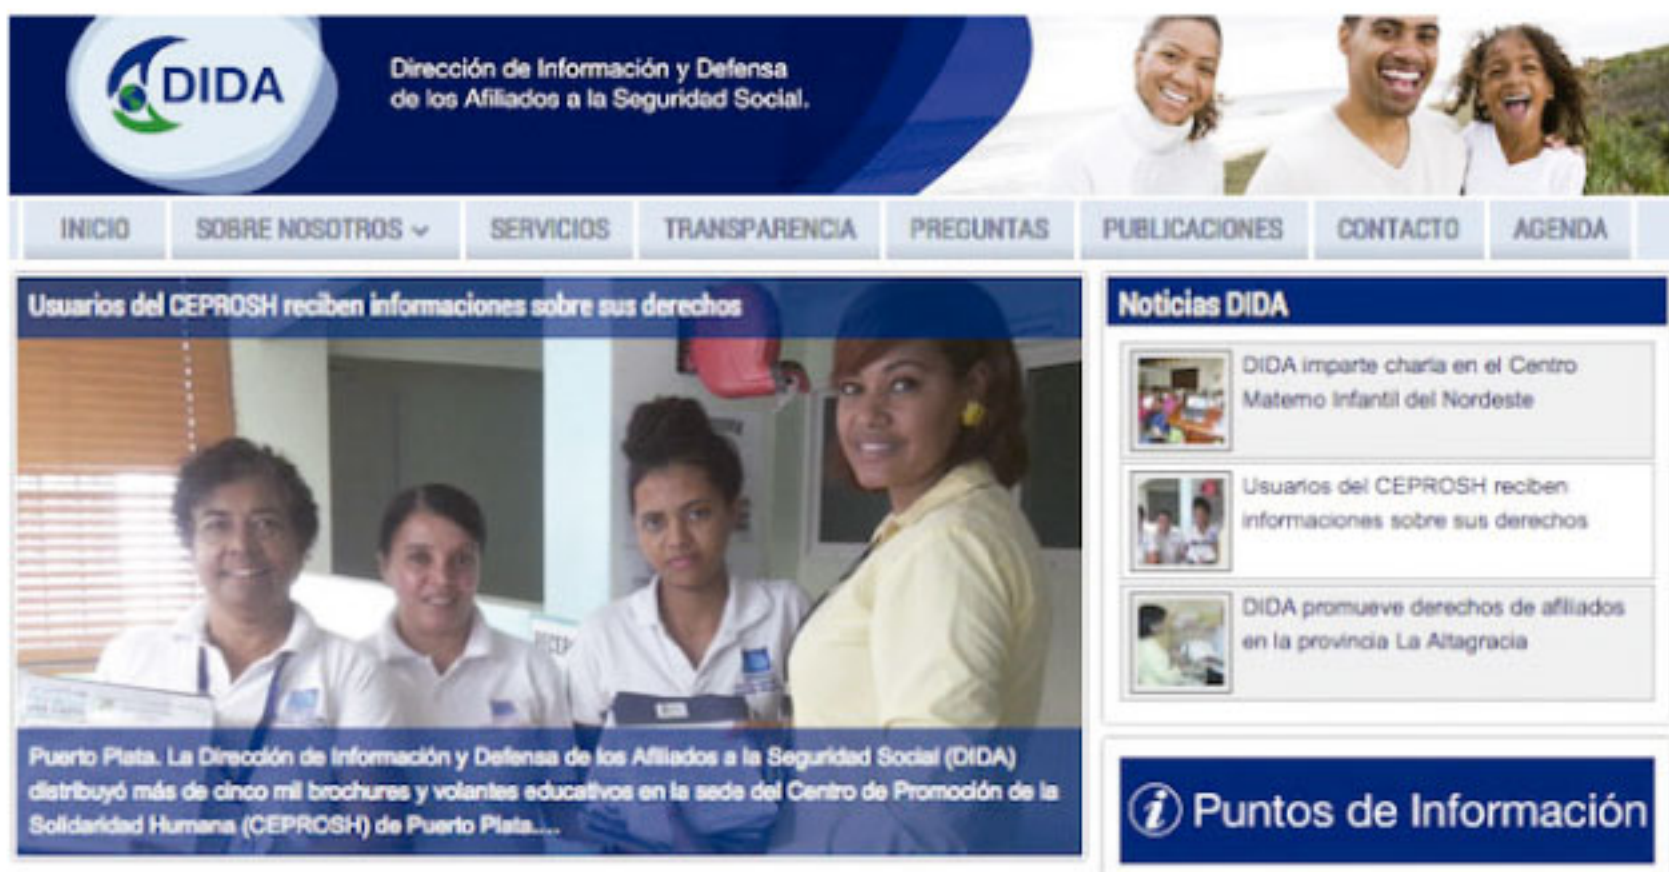 DIDA
Dirección de Información y Defensa
de los Afiliados a la Seguridad Social.
INICIO
SOBRE NOSOTROS
SERVICIOS
TRANSPARENCIA
PREGUNTAS
PUBLICACIONES
CONTACTO
AGENDA
Usuarios del CEPROSH reciben informaciones sobre sus derechos
Puerto Plata. La Dirección de Información y Defensa de los Afiliados a la Seguridad Social (DIDA)
distribuyó más de cinco mil brochures y volantes educativos en la sede del Centro de Promoción de la
Solidaridad Humana (CEPROSH) de Puerto Plata....
Noticias DIDA
DIDA imparte charla en el Centro
Materno Infantil del Nordeste
Usuarios del CEPROSH reciben
informaciones sobre sus derechos
DIDA promueve derechos de afiliados
en la provincia La Altagracia
i Puntos de Información